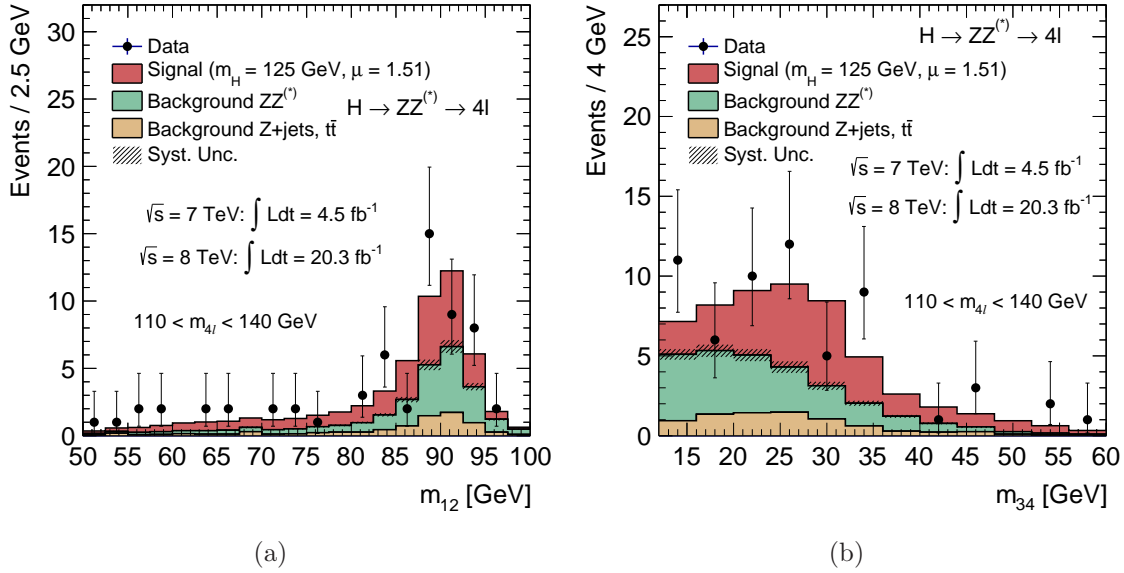 Events / 2.5 GeV
30
25
20
15
10
5
0
Data
Signal (m_H = 125 GeV, μ = 1.51)
Background ZZ^(*)
Background Z+jets, tt̄
Syst. Unc.
H → ZZ^(*) → 4l
√s = 7 TeV: ∫ Ldt = 4.5 fb⁻¹
√s = 8 TeV: ∫ Ldt = 20.3 fb⁻¹
110 < m_4l < 140 GeV
50 55 60 65 70 75 80 85 90 95 100
m_12 [GeV]
(a)
Events / 4 GeV
25
20
15
10
5
0
H → ZZ^(*) → 4l
Data
Signal (m_H = 125 GeV, μ = 1.51)
Background ZZ^(*)
Background Z+jets, tt̄
Syst. Unc.
√s = 7 TeV: ∫ Ldt = 4.5 fb⁻¹
√s = 8 TeV: ∫ Ldt = 20.3 fb⁻¹
110 < m_4l < 140 GeV
15 20 25 30 35 40 45 50 55 60
m_34 [GeV]
(b)